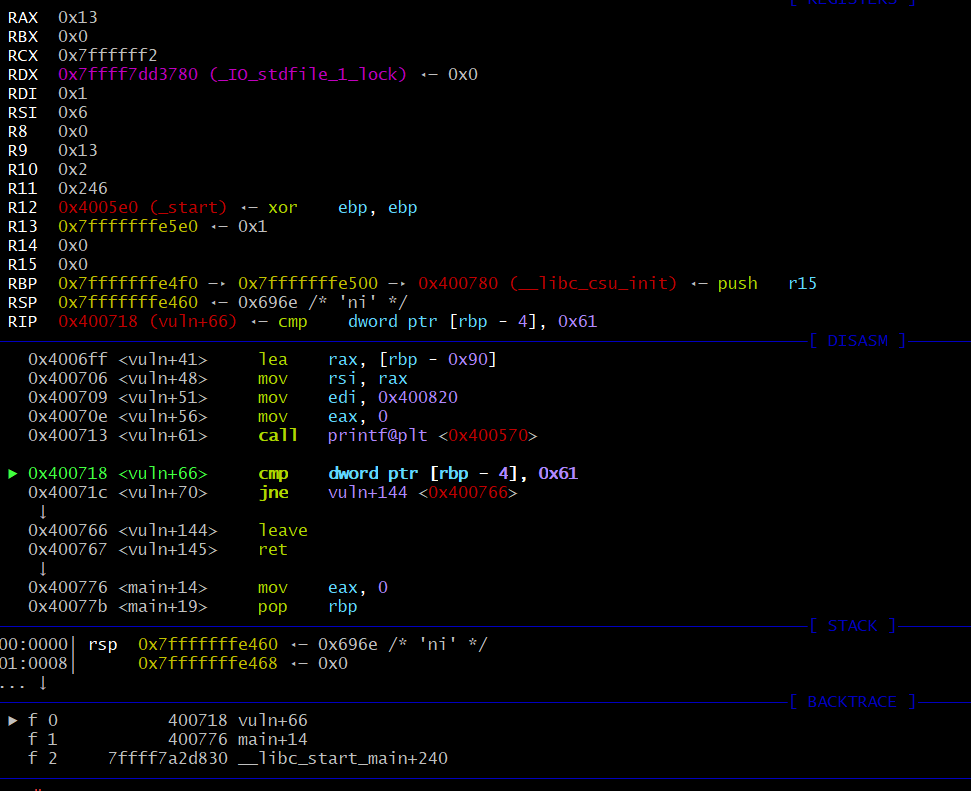 [ REGISTERS ]
RAX  0x13
RBX  0x0
RCX  0x7ffffff2
RDX  0x7ffff7dd3780 (_IO_stdfile_1_lock) ◂— 0x0
RDI  0x1
RSI  0x6
R8   0x0
R9   0x13
R10  0x2
R11  0x246
R12  0x4005e0 (_start) ◂— xor    ebp, ebp
R13  0x7fffffffe5e0 ◂— 0x1
R14  0x0
R15  0x0
RBP  0x7fffffffe4f0 —▸ 0x7fffffffe500 —▸ 0x400780 (__libc_csu_init) ◂— push   r15
RSP  0x7fffffffe460 ◂— 0x696e /* 'ni' */
RIP  0x400718 (vuln+66) ◂— cmp    dword ptr [rbp - 4], 0x61
[ DISASM ]
0x4006ff <vuln+41>     lea    rax, [rbp - 0x90]
0x400706 <vuln+48>     mov    rsi, rax
0x400709 <vuln+51>     mov    edi, 0x400820
0x40070e <vuln+56>     mov    eax, 0
0x400713 <vuln+61>     call   printf@plt <0x400570>
► 0x400718 <vuln+66>     cmp    dword ptr [rbp - 4], 0x61
0x40071c <vuln+70>     jne    vuln+144 <0x400766>
↓
0x400766 <vuln+144>    leave
0x400767 <vuln+145>    ret
↓
0x400776 <main+14>     mov    eax, 0
0x40077b <main+19>     pop    rbp
[ STACK ]
00:0000│ rsp  0x7fffffffe460 ◂— 0x696e /* 'ni' */
01:0008│      0x7fffffffe468 ◂— 0x0
... ↓
[ BACKTRACE ]
► f 0           400718 vuln+66
f 1           400776 main+14
f 2     7ffff7a2d830 __libc_start_main+240